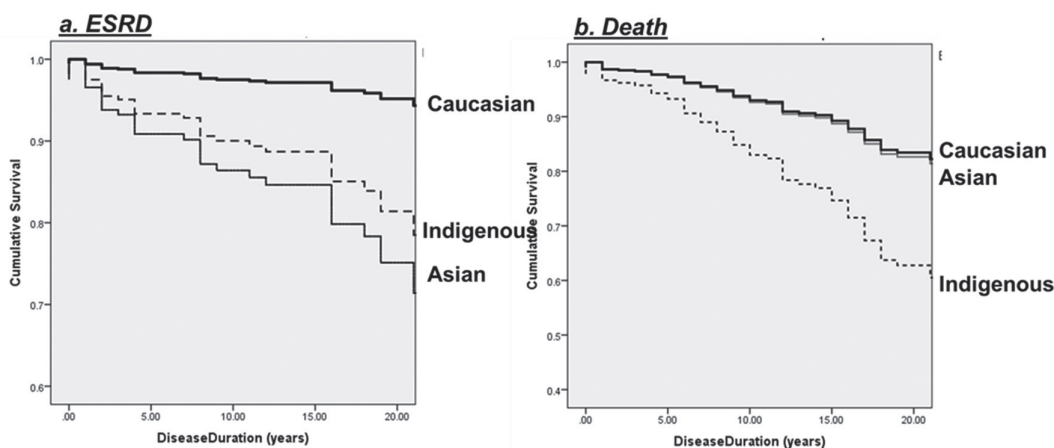 a. ESRD
Cumulative Survival
1.0
0.9
0.8
0.7
0.6
.00 5.00 10.00 15.00 20.00
DiseaseDuration (years)
Caucasian
Indigenous
Asian
b. Death
Cumulative Survival
1.0
0.9
0.8
0.7
0.6
0.5
0.4
.00 5.00 10.00 15.00 20.00
DiseaseDuration (years)
Caucasian
Asian
Indigenous